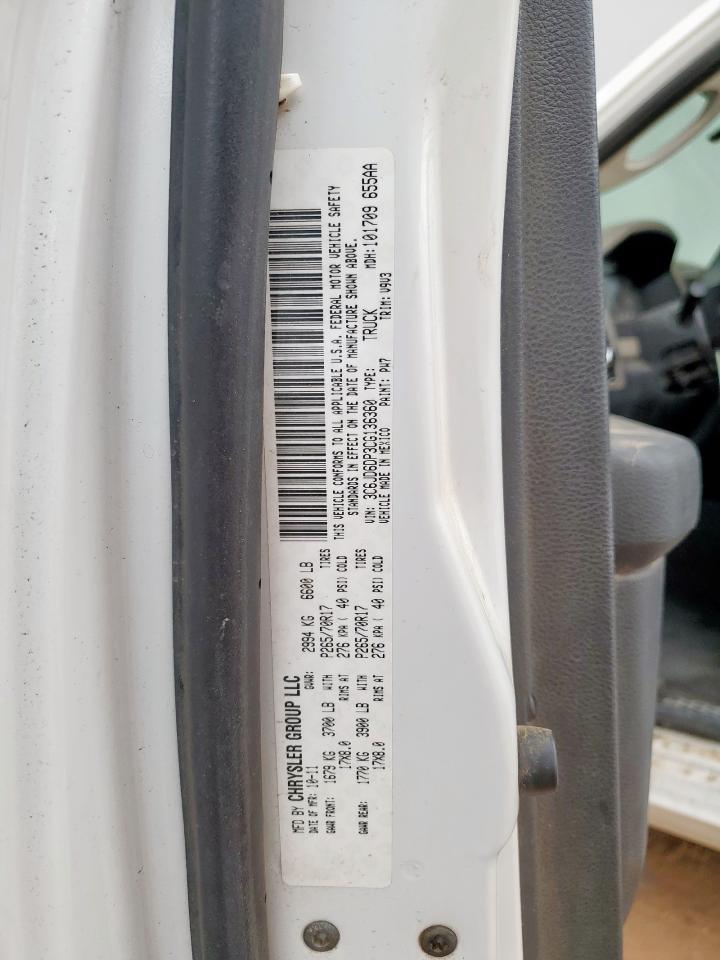 MFD BY CHRYSLER GROUP LLC
DATE OF MFR: 10-11 GVWR: 2994 KG 6600 LB
GAWR FRONT: 1679 KG 3700 LB WITH P265/70R17 TIRES
17X8.0 RIMS AT 276 KPA ( 40 PSI) COLD
GAWR REAR: 1770 KG 3900 LB WITH P265/70R17 TIRES
17X8.0 RIMS AT 276 KPA ( 40 PSI) COLD
THIS VEHICLE CONFORMS TO ALL APPLICABLE U.S.A. FEDERAL MOTOR VEHICLE SAFETY
STANDARDS IN EFFECT ON THE DATE OF MANUFACTURE SHOWN ABOVE.
VIN: 3C6JD6DP3CG136360 TYPE: TRUCK MDH: 101709 655AA
VEHICLE MADE IN MEXICO PAINT: PW7 TRIM: V9V3